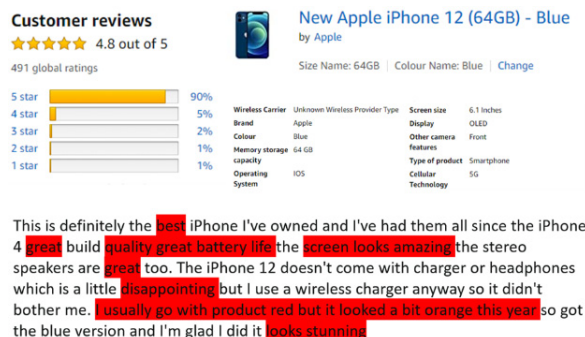 Customer reviews
4.8 out of 5
491 global ratings
5 star 90%
4 star 5%
3 star 2%
2 star 1%
1 star 1%
New Apple iPhone 12 (64GB) - Blue
by Apple
Size Name: 64GB Colour Name: Blue Change
Wireless Carrier Unknown Wireless Provider Type
Brand Apple
Colour Blue
Memory storage capacity 64 GB
Operating System IOS
Screen size 6.1 Inches
Display OLED
Other camera features Front
Type of product Smartphone
Cellular Technology 5G
This is definitely the best iPhone I've owned and I've had them all since the iPhone
4 great build quality great battery life the screen looks amazing the stereo
speakers are great too. The iPhone 12 doesn't come with charger or headphones
which is a little disappointing but I use a wireless charger anyway so it didn't
bother me. I usually go with product red but it looked a bit orange this year so got
the blue version and I'm glad I did it looks stunning